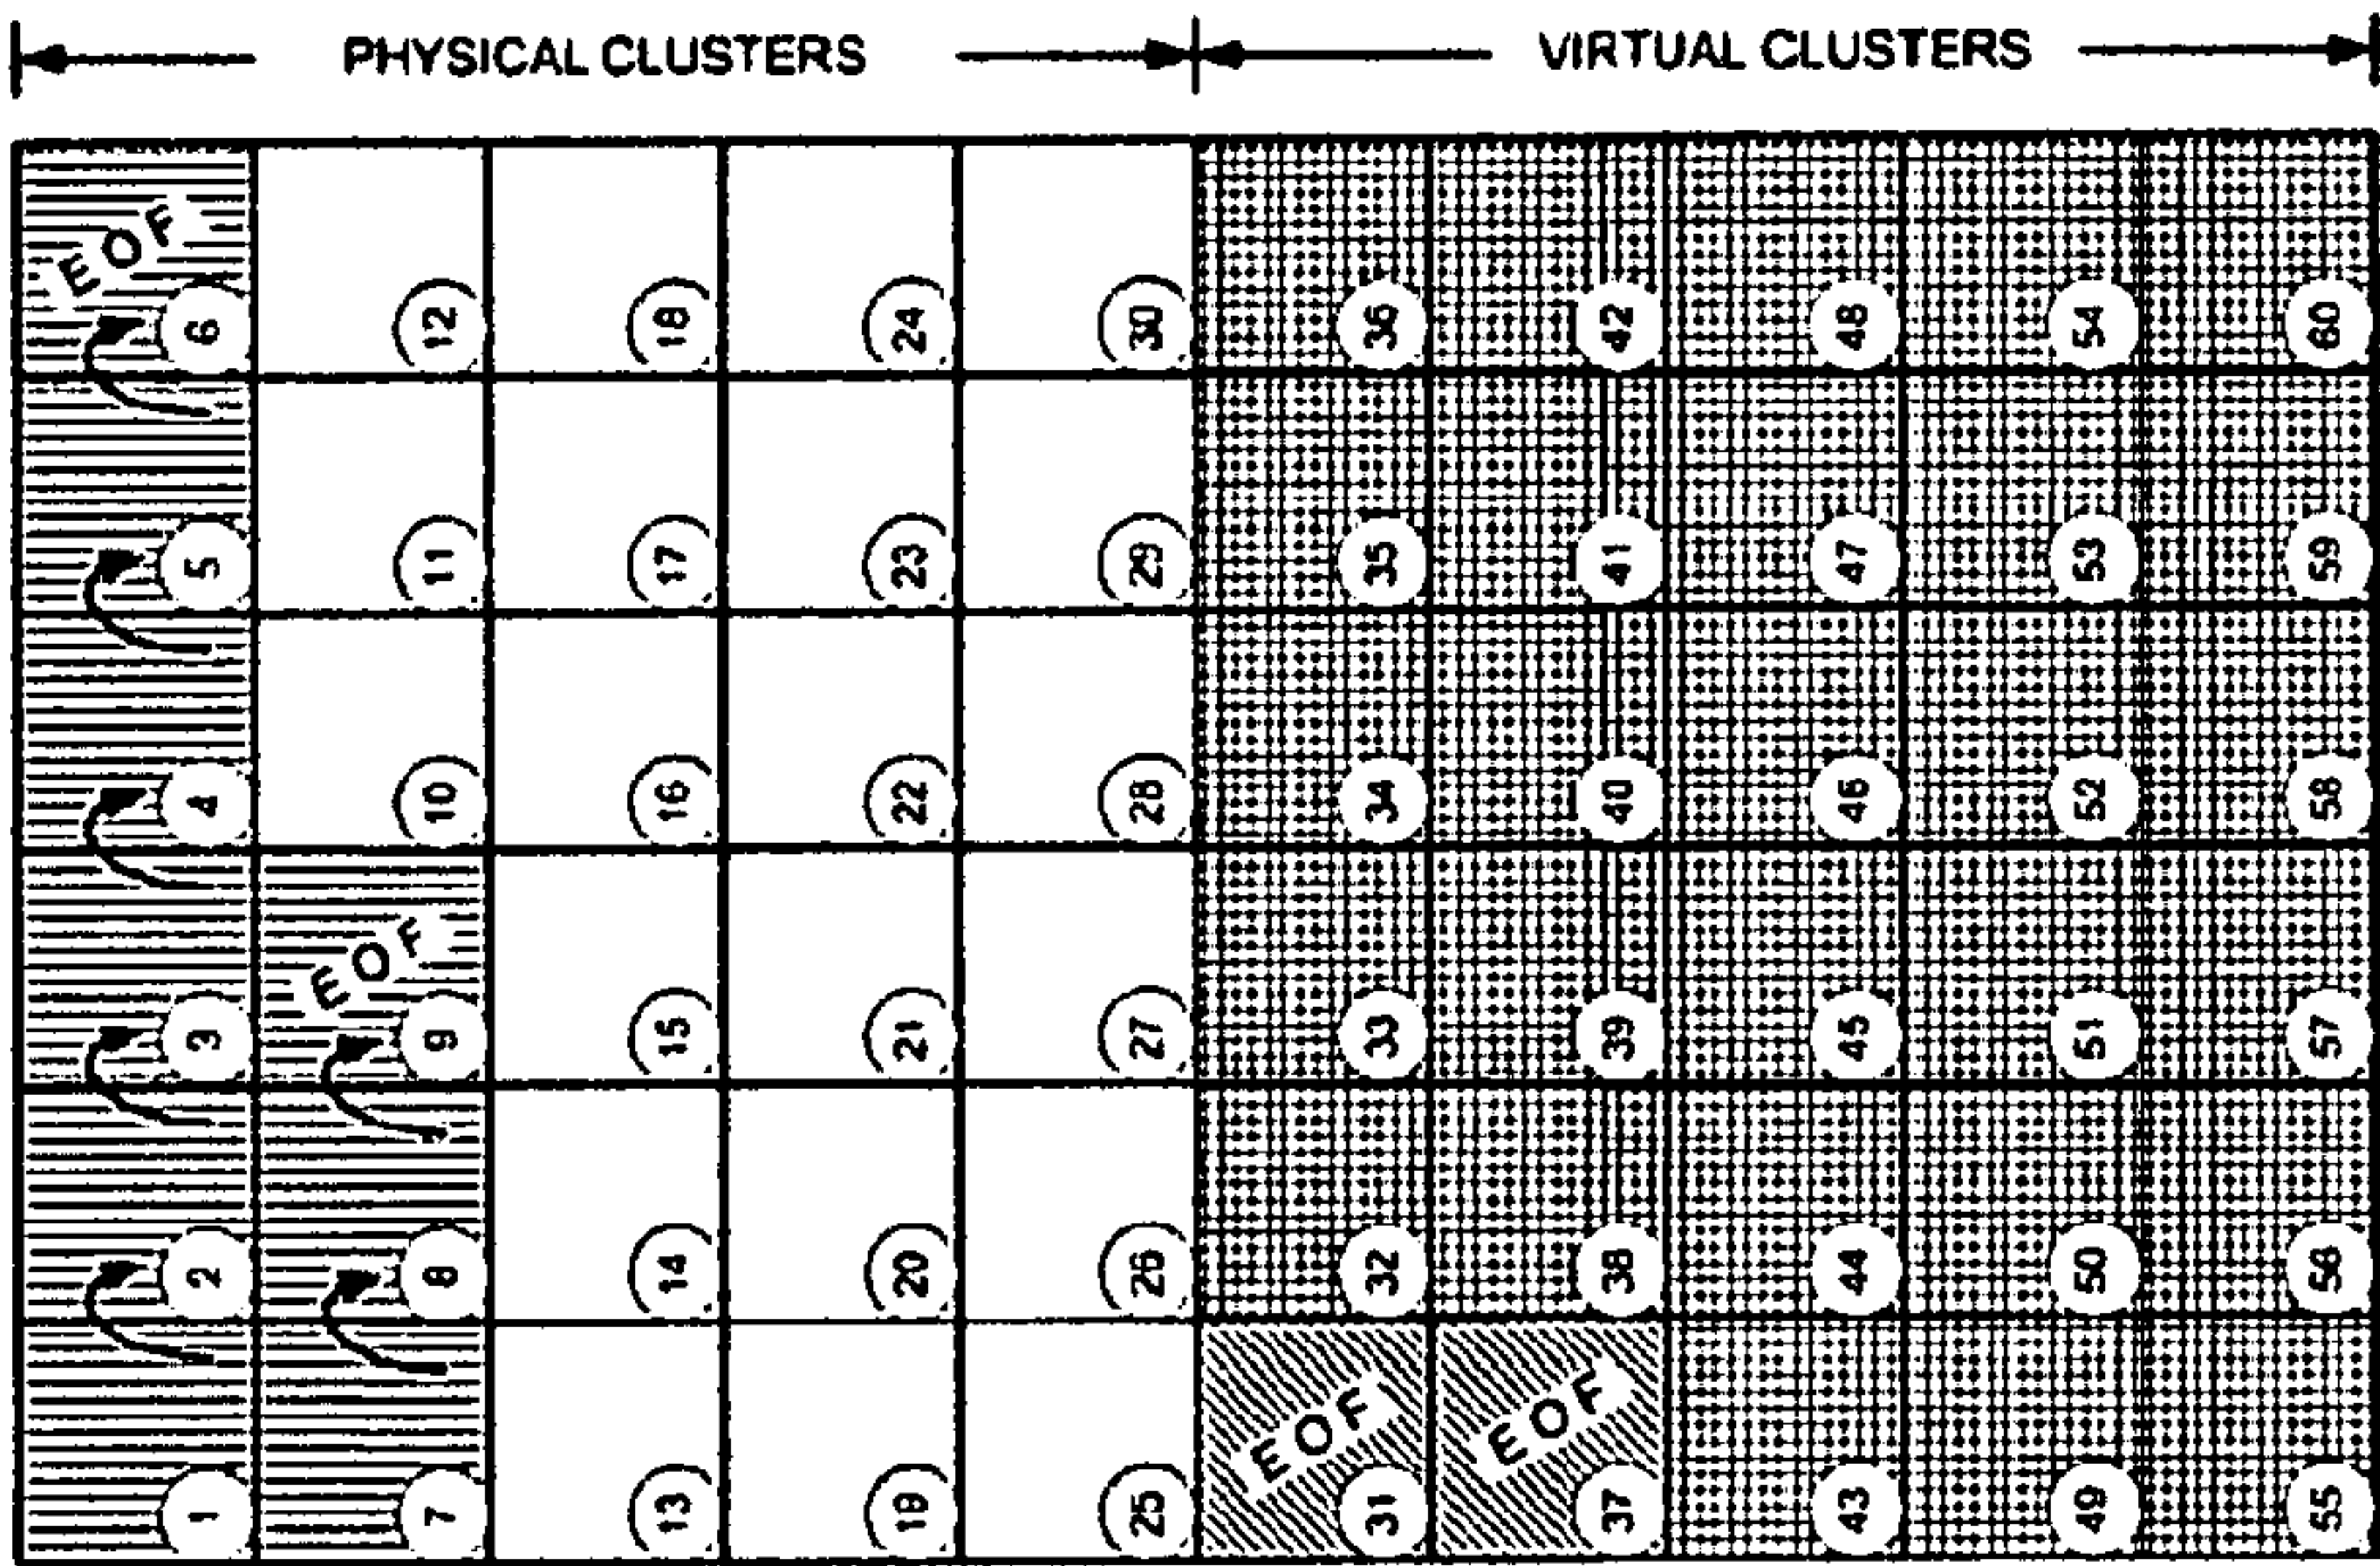 PHYSICAL CLUSTERS
VIRTUAL CLUSTERS
EOF
1 2 3 4 5 6
EOF
7 8 9 10 11 12
13 14 15 16 17 18
19 20 21 22 23 24
25 26 27 28 29 30
EOF
31 32 33 34 35 36
EOF
37 38 39 40 41 42
43 44 45 46 47 48
49 50 51 52 53 54
55 56 57 58 59 60